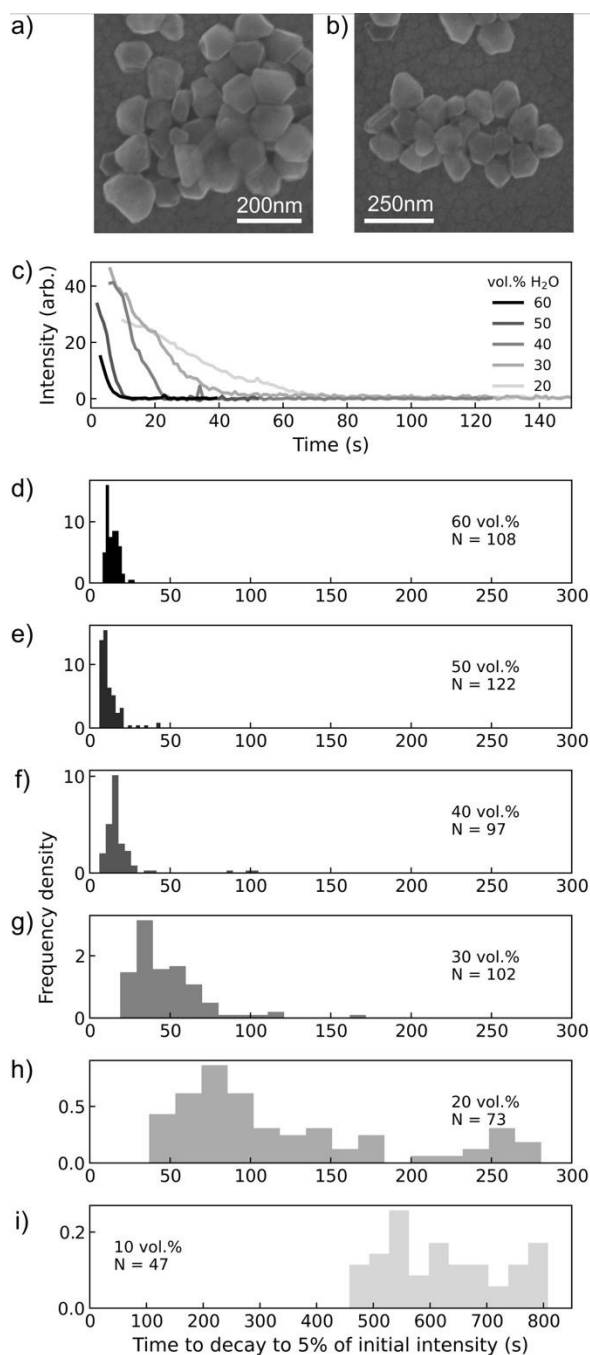 a)
b)
200nm
250nm
c)
Intensity (arb.)
40
20
0
vol.% H₂O
60
50
40
30
20
0 20 40 60 80 100 120 140
Time (s)
d)
10
0
60 vol.%
N = 108
0 50 100 150 200 250 300
e)
10
0
50 vol.%
N = 122
0 50 100 150 200 250 300
f)
10
0
40 vol.%
N = 97
0 50 100 150 200 250 300
Frequency density
g)
2
0
30 vol.%
N = 102
0 50 100 150 200 250 300
h)
0.5
0.0
20 vol.%
N = 73
0 50 100 150 200 250 300
i)
0.2
0.0
10 vol.%
N = 47
0 100 200 300 400 500 600 700 800
Time to decay to 5% of initial intensity (s)